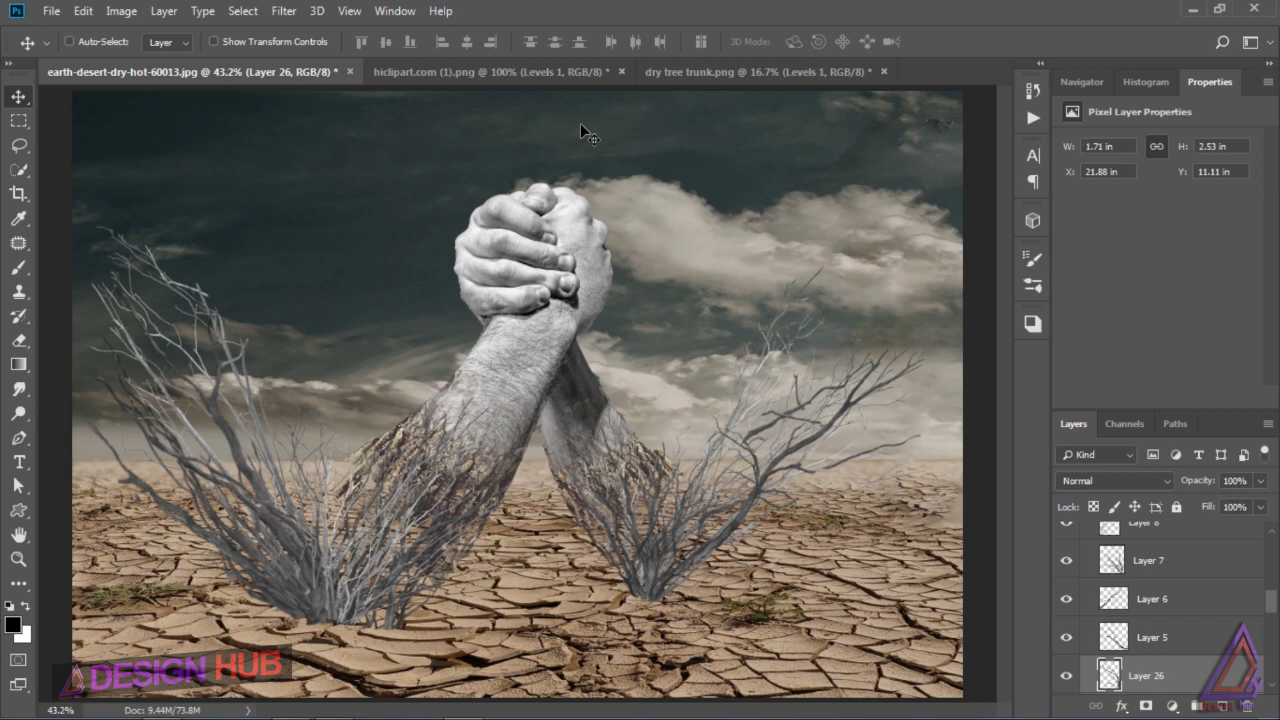 Ps File Edit Image Layer Type Select Filter 3D View Window Help
Auto-Select: Layer Show Transform Controls 3D Mode:
earth-desert-dry-hot-60013.jpg @ 43.2% (Layer 26, RGB/8) * × hiclipart.com (1).png @ 100% (Levels 1, RGB/8) * × dry tree trunk.png @ 16.7% (Levels 1, RGB/8) * ×
Navigator Histogram Properties
Pixel Layer Properties
W: 1.71 in H: 2.53 in
X: 21.88 in Y: 11.11 in
Layers Channels Paths
Kind
Normal Opacity: 100%
Lock: Fill: 100%
Layer 8
Layer 7
Layer 6
Layer 5
Layer 26
DESIGN HUB
43.2% Doc: 9.44M/73.8M